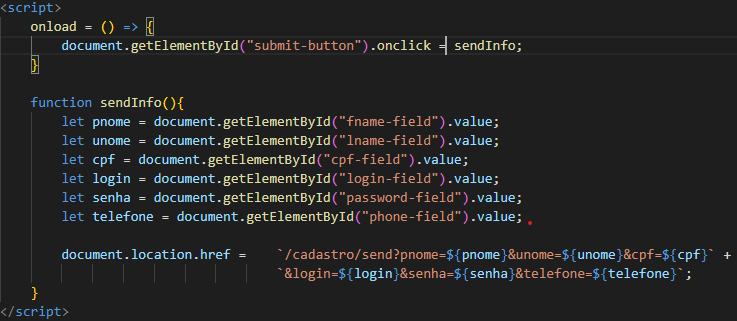 <script>
onload = () => {
document.getElementById("submit-button").onclick = sendInfo;
}
function sendInfo(){
let pnome = document.getElementById("fname-field").value;
let unome = document.getElementById("lname-field").value;
let cpf = document.getElementById("cpf-field").value;
let login = document.getElementById("login-field").value;
let senha = document.getElementById("password-field").value;
let telefone = document.getElementById("phone-field").value;
document.location.href = `/cadastro/send?pnome=${pnome}&unome=${unome}&cpf=${cpf}` +
`&login=${login}&senha=${senha}&telefone=${telefone}`;
}
</script>